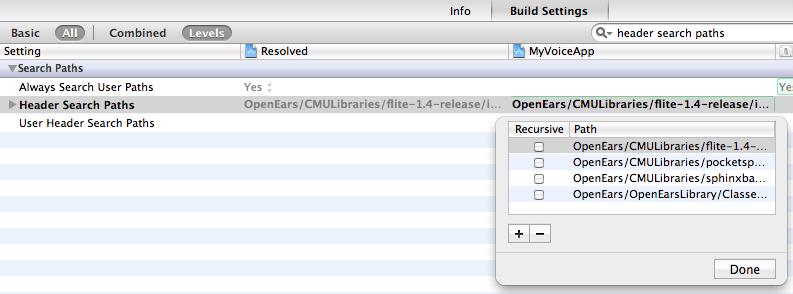 Info Build Settings
Basic All Combined Levels header search paths
Setting Resolved MyVoiceApp
Search Paths
Always Search User Paths Yes Yes
Header Search Paths OpenEars/CMULibraries/flite-1.4-release/i... OpenEars/CMULibraries/flite-1.4-release/i...
User Header Search Paths
Recursive Path
OpenEars/CMULibraries/flite-1.4-...
OpenEars/CMULibraries/pocketsp...
OpenEars/CMULibraries/sphinxba...
OpenEars/OpenEarsLibrary/Classe...
+ −
Done